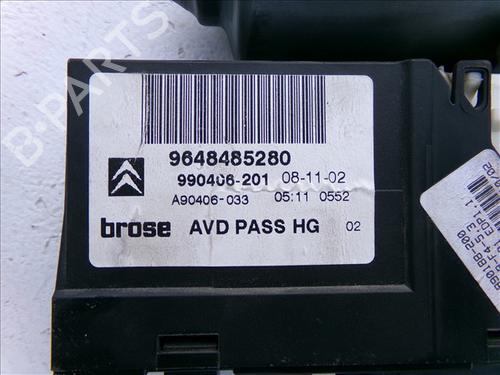 9648485280
990406-201 08-11-02
A90406-033 05:11 0552
brose AVD PASS HG 02
B-PARTS